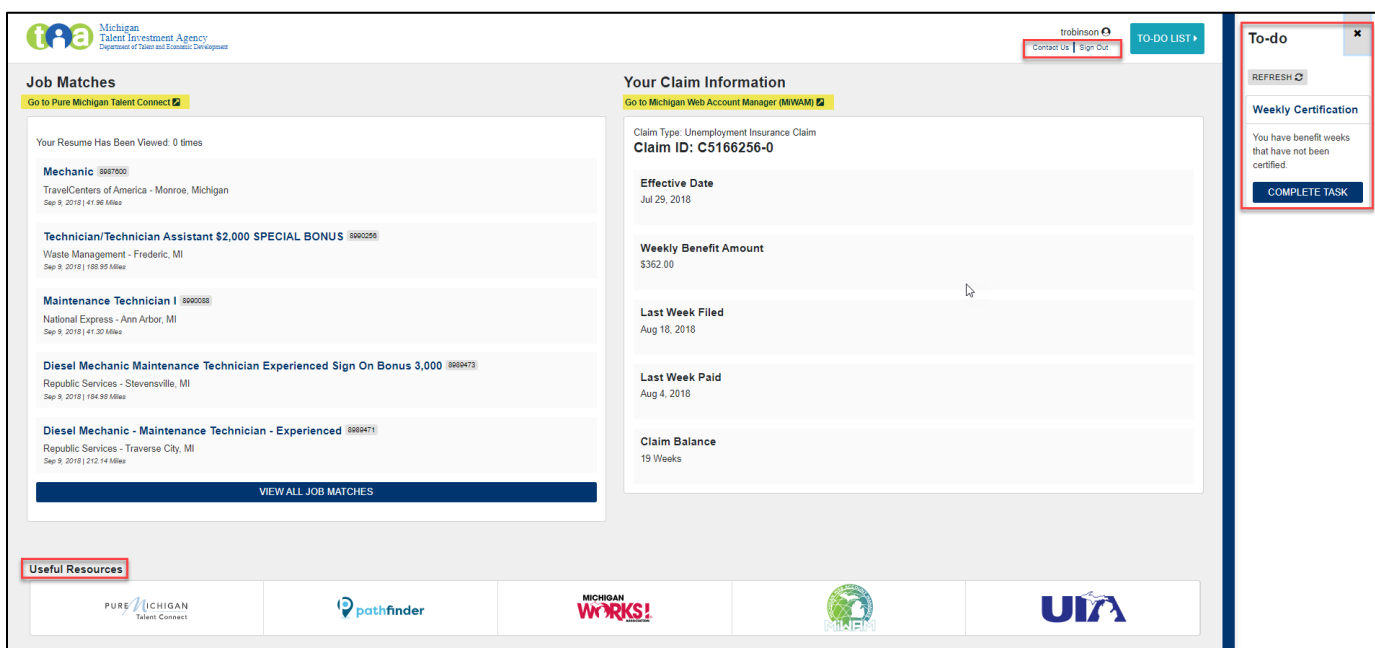 tia
Michigan
Talent Investment Agency
Department of Talent and Economic Development
trobinson
Contact Us | Sign Out
TO-DO LIST
Job Matches
Go to Pure Michigan Talent Connect
Your Resume Has Been Viewed: 0 times
Mechanic 8987600
TravelCenters of America - Monroe, Michigan
Sep 9, 2018 | 41.96 Miles
Technician/Technician Assistant $2,000 SPECIAL BONUS 8990256
Waste Management - Frederic, MI
Sep 9, 2018 | 188.95 Miles
Maintenance Technician I 8990088
National Express - Ann Arbor, MI
Sep 9, 2018 | 41.30 Miles
Diesel Mechanic Maintenance Technician Experienced Sign On Bonus 3,000 8989473
Republic Services - Stevensville, MI
Sep 9, 2018 | 184.98 Miles
Diesel Mechanic - Maintenance Technician - Experienced 8989471
Republic Services - Traverse City, MI
Sep 9, 2018 | 212.14 Miles
VIEW ALL JOB MATCHES
Your Claim Information
Go to Michigan Web Account Manager (MiWAM)
Claim Type: Unemployment Insurance Claim
Claim ID: C5166256-0
Effective Date
Jul 29, 2018
Weekly Benefit Amount
$362.00
Last Week Filed
Aug 18, 2018
Last Week Paid
Aug 4, 2018
Claim Balance
19 Weeks
To-do
REFRESH
Weekly Certification
You have benefit weeks
that have not been
certified.
COMPLETE TASK
Useful Resources
PURE MICHIGAN
Talent Connect
pathfinder
MICHIGAN
WORKS!
ASSOCIATION
MiWAM
UIA